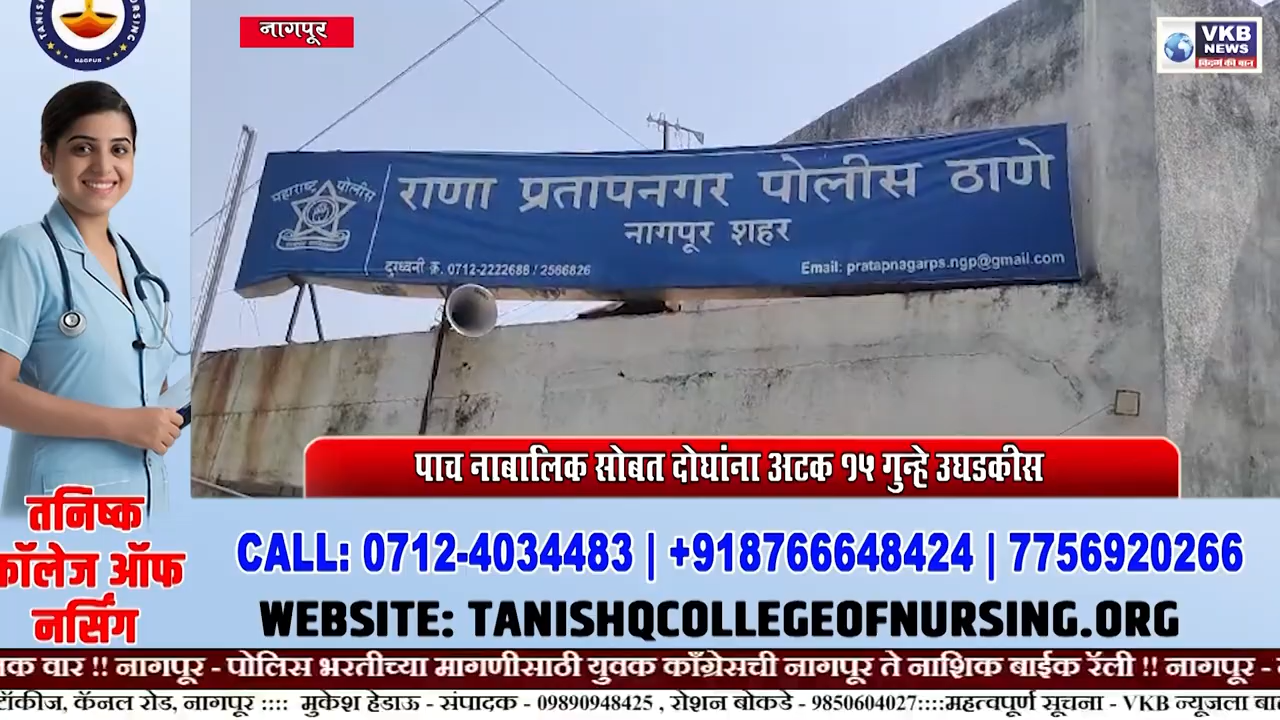 NAGPUR
नागपूर
VKB
NEWS
विदर्भ की बात
महाराष्ट्र पोलीस
राणा प्रतापनगर पोलीस ठाणे
नागपूर शहर
दुरध्वनी क्र. 0712-2222688 / 2566826
Email: pratapnagarps.ngp@gmail.com
पाच नाबालिक सोबत दोघांना अटक १५ गुन्हे उघडकीस
तनिष्क
कॉलेज ऑफ
नर्सिंग
CALL: 0712-4034483 | +918766648424 | 7756920266
WEBSITE: TANISHQCOLLEGEOFNURSING.ORG
वार !! नागपूर - पोलिस भरतीच्या मागणीसाठी युवक काँग्रेसची नागपूर ते नाशिक बाईक रॅली !! नागपूर -
टॉकीज, कॅनल रोड, नागपूर :::: मुकेश हेडाऊ - संपादक - 09890948425 , रोशन बोकडे - 9850604027::::महत्वपूर्ण सूचना - VKB न्यूजला